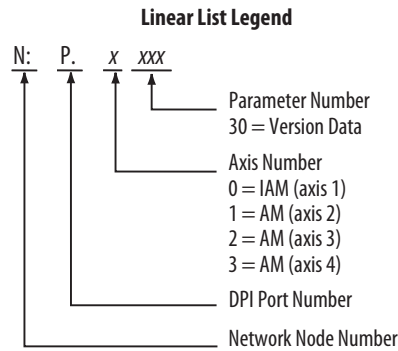 Linear List Legend
N: P. x xxx
Parameter Number
30 = Version Data
Axis Number
0 = IAM (axis 1)
1 = AM (axis 2)
2 = AM (axis 3)
3 = AM (axis 4)
DPI Port Number
Network Node Number